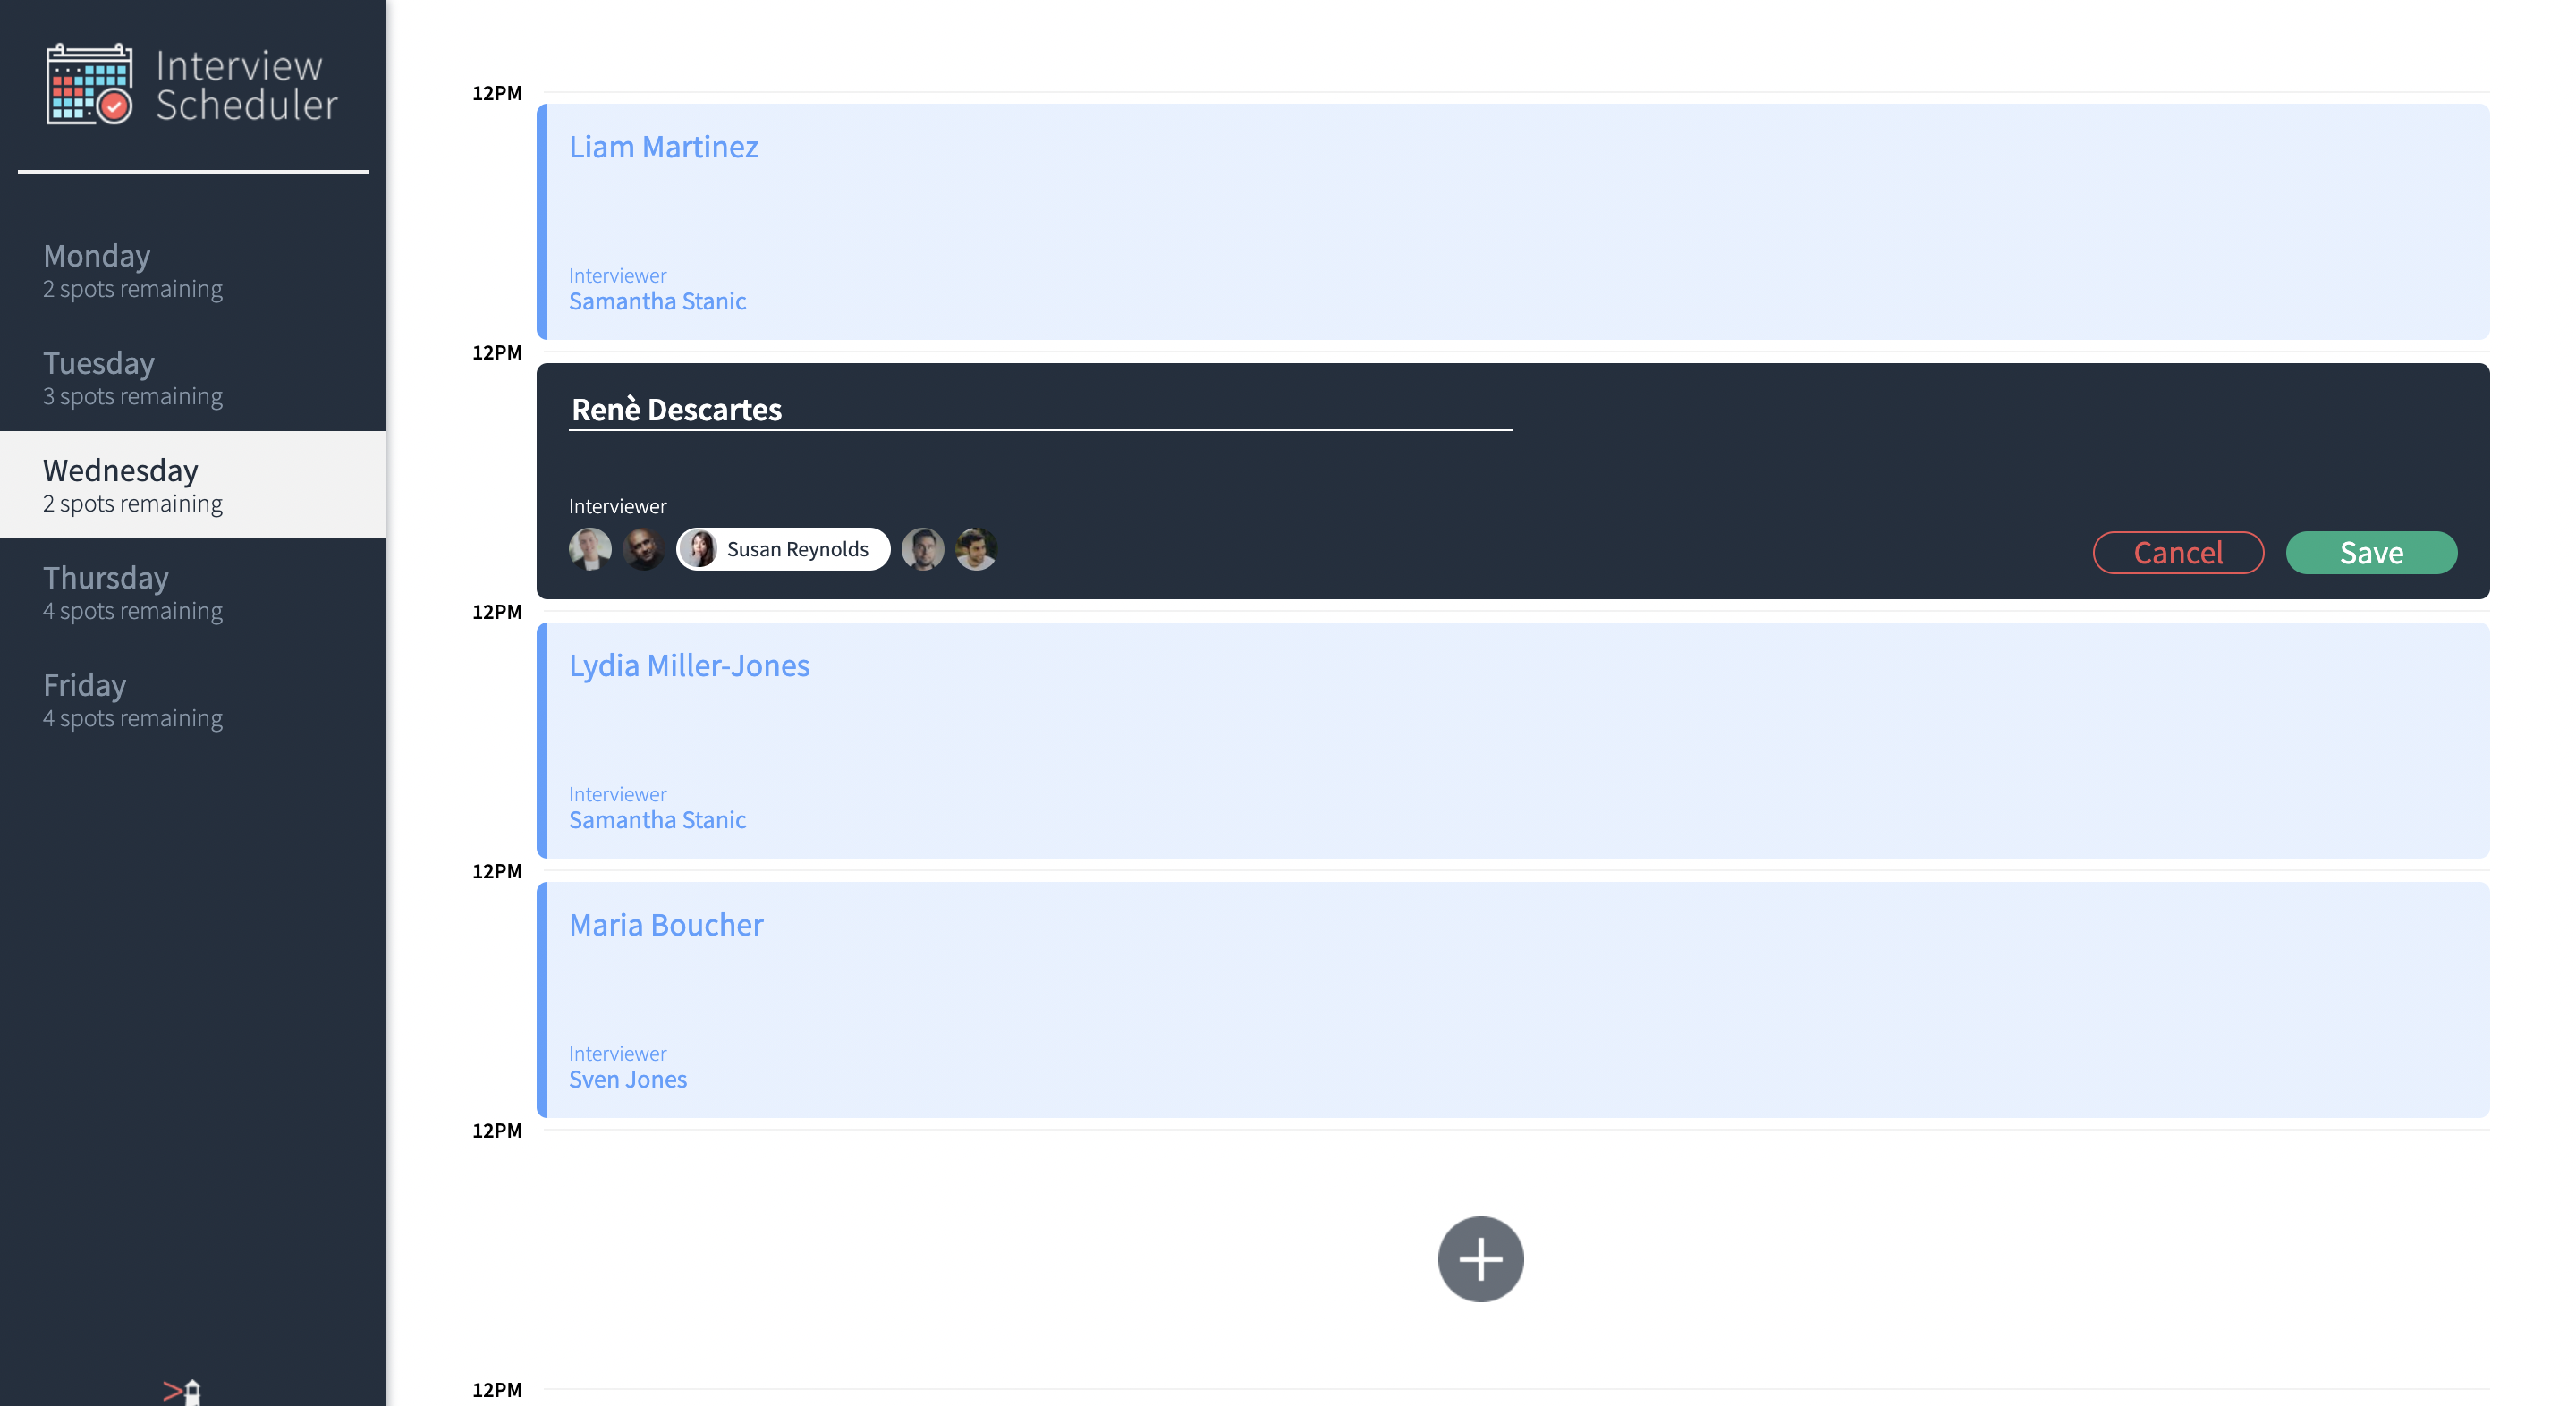 Interview
Scheduler
Monday
2 spots remaining
Tuesday
3 spots remaining
Wednesday
2 spots remaining
Thursday
4 spots remaining
Friday
4 spots remaining
12PM
Liam Martinez
Interviewer
Samantha Stanic
12PM
Renè Descartes
Interviewer
Susan Reynolds
Cancel
Save
12PM
Lydia Miller-Jones
Interviewer
Samantha Stanic
12PM
Maria Boucher
Interviewer
Sven Jones
12PM
12PM